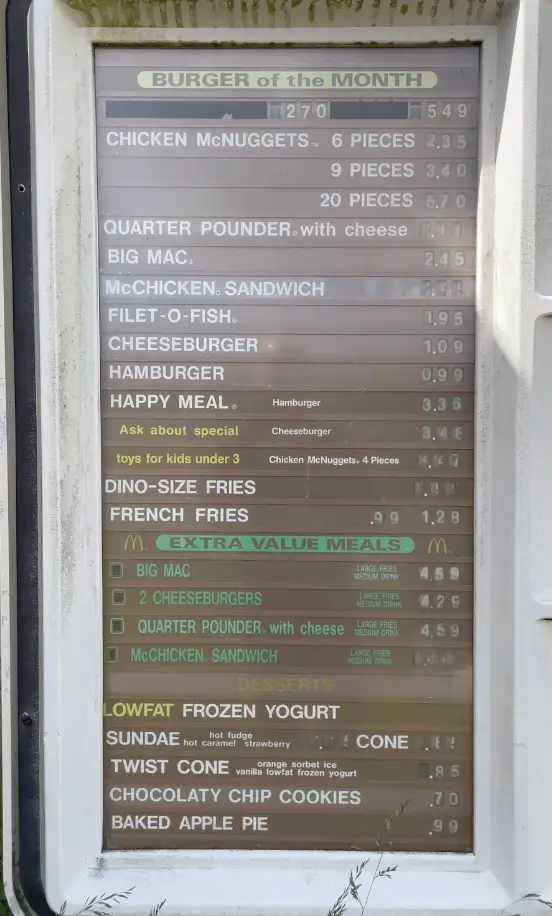 BURGER of the MONTH
270 549
CHICKEN McNUGGETS™ 6 PIECES 2.35
9 PIECES 3.40
20 PIECES 6.70
QUARTER POUNDER® with cheese
BIG MAC® 2.45
McCHICKEN® SANDWICH
FILET-O-FISH® 1.95
CHEESEBURGER 1.09
HAMBURGER 0.99
HAPPY MEAL® Hamburger 3.36
Ask about special Cheeseburger 3.46
toys for kids under 3 Chicken McNuggets® 4 Pieces
DINO-SIZE FRIES
FRENCH FRIES .99 1.28
EXTRA VALUE MEALS
BIG MAC LARGE FRIES MEDIUM DRINK 4.59
2 CHEESEBURGERS LARGE FRIES MEDIUM DRINK 4.29
QUARTER POUNDER® with cheese LARGE FRIES MEDIUM DRINK 4.59
McCHICKEN® SANDWICH LARGE FRIES MEDIUM DRINK
DESSERTS
LOWFAT FROZEN YOGURT
SUNDAE hot fudge hot caramel strawberry CONE
TWIST CONE orange sorbet ice vanilla lowfat frozen yogurt .85
CHOCOLATY CHIP COOKIES .70
BAKED APPLE PIE .99